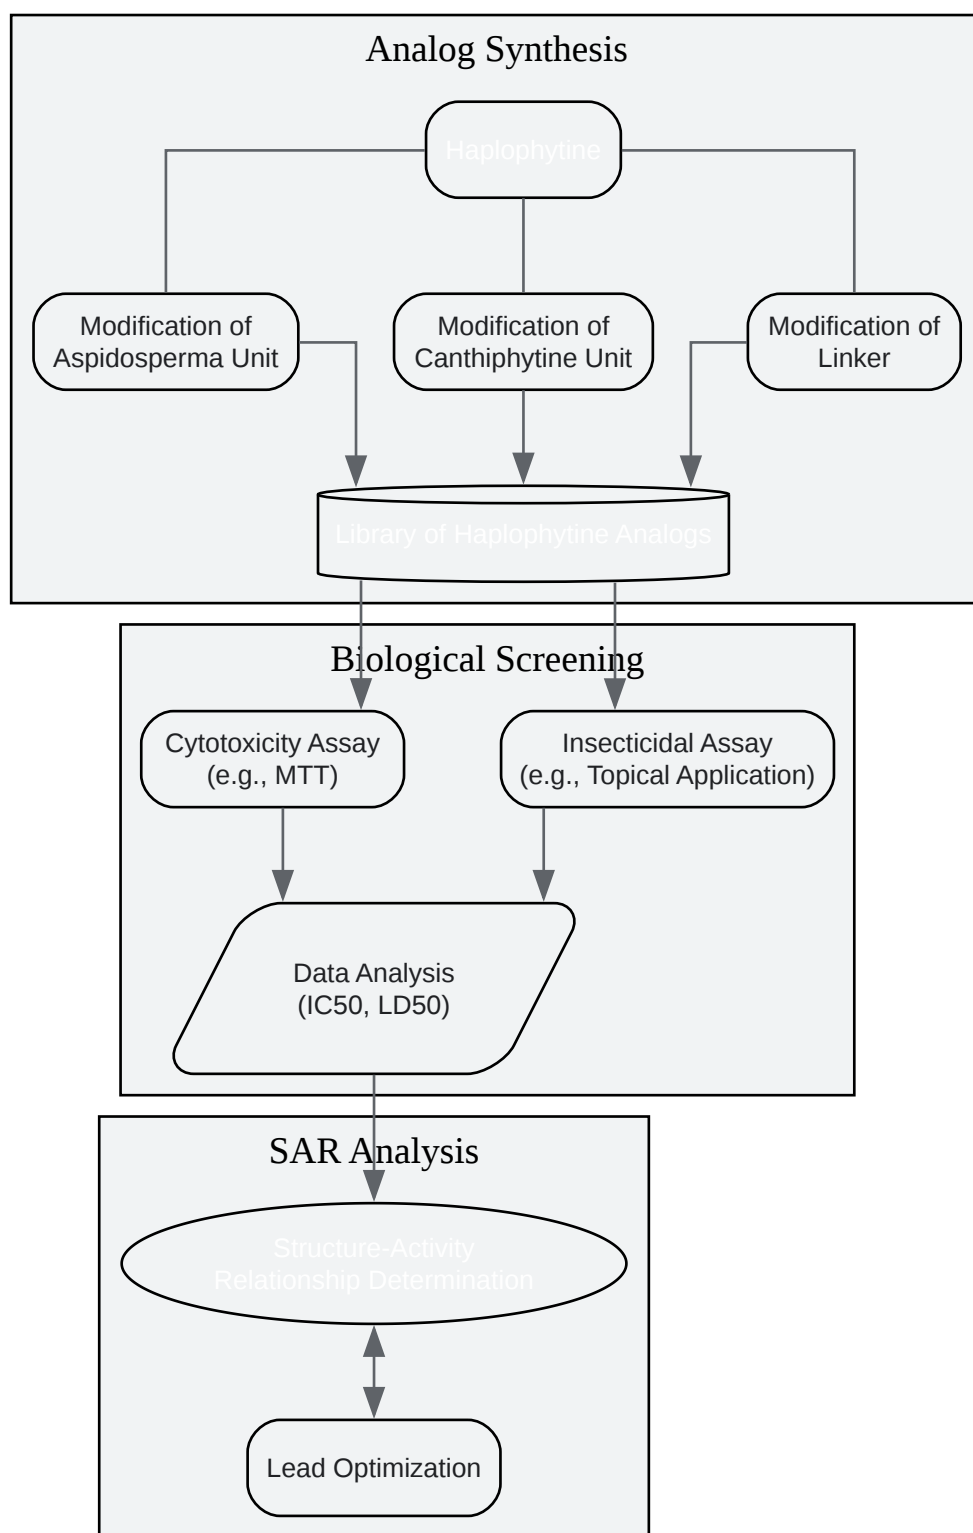 Analog Synthesis
Haplophytine
Modification of
Aspidosperma Unit
Modification of
Canthiphytine Unit
Modification of
Linker
Library of Haplophytine Analogs
Biological Screening
Cytotoxicity Assay
(e.g., MTT)
Insecticidal Assay
(e.g., Topical Application)
Data Analysis
(IC50, LD50)
SAR Analysis
Structure-Activity
Relationship Determination
Lead Optimization